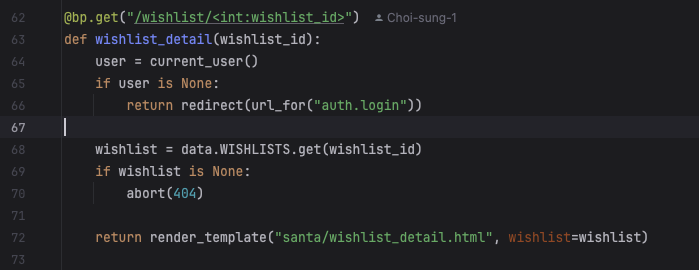 62 @bp.get("/wishlist/<int:wishlist_id>") Choi-sung-1
63 def wishlist_detail(wishlist_id):
64     user = current_user()
65     if user is None:
66         return redirect(url_for("auth.login"))
67
68     wishlist = data.WISHLISTS.get(wishlist_id)
69     if wishlist is None:
70         abort(404)
71
72     return render_template("santa/wishlist_detail.html", wishlist=wishlist)
73